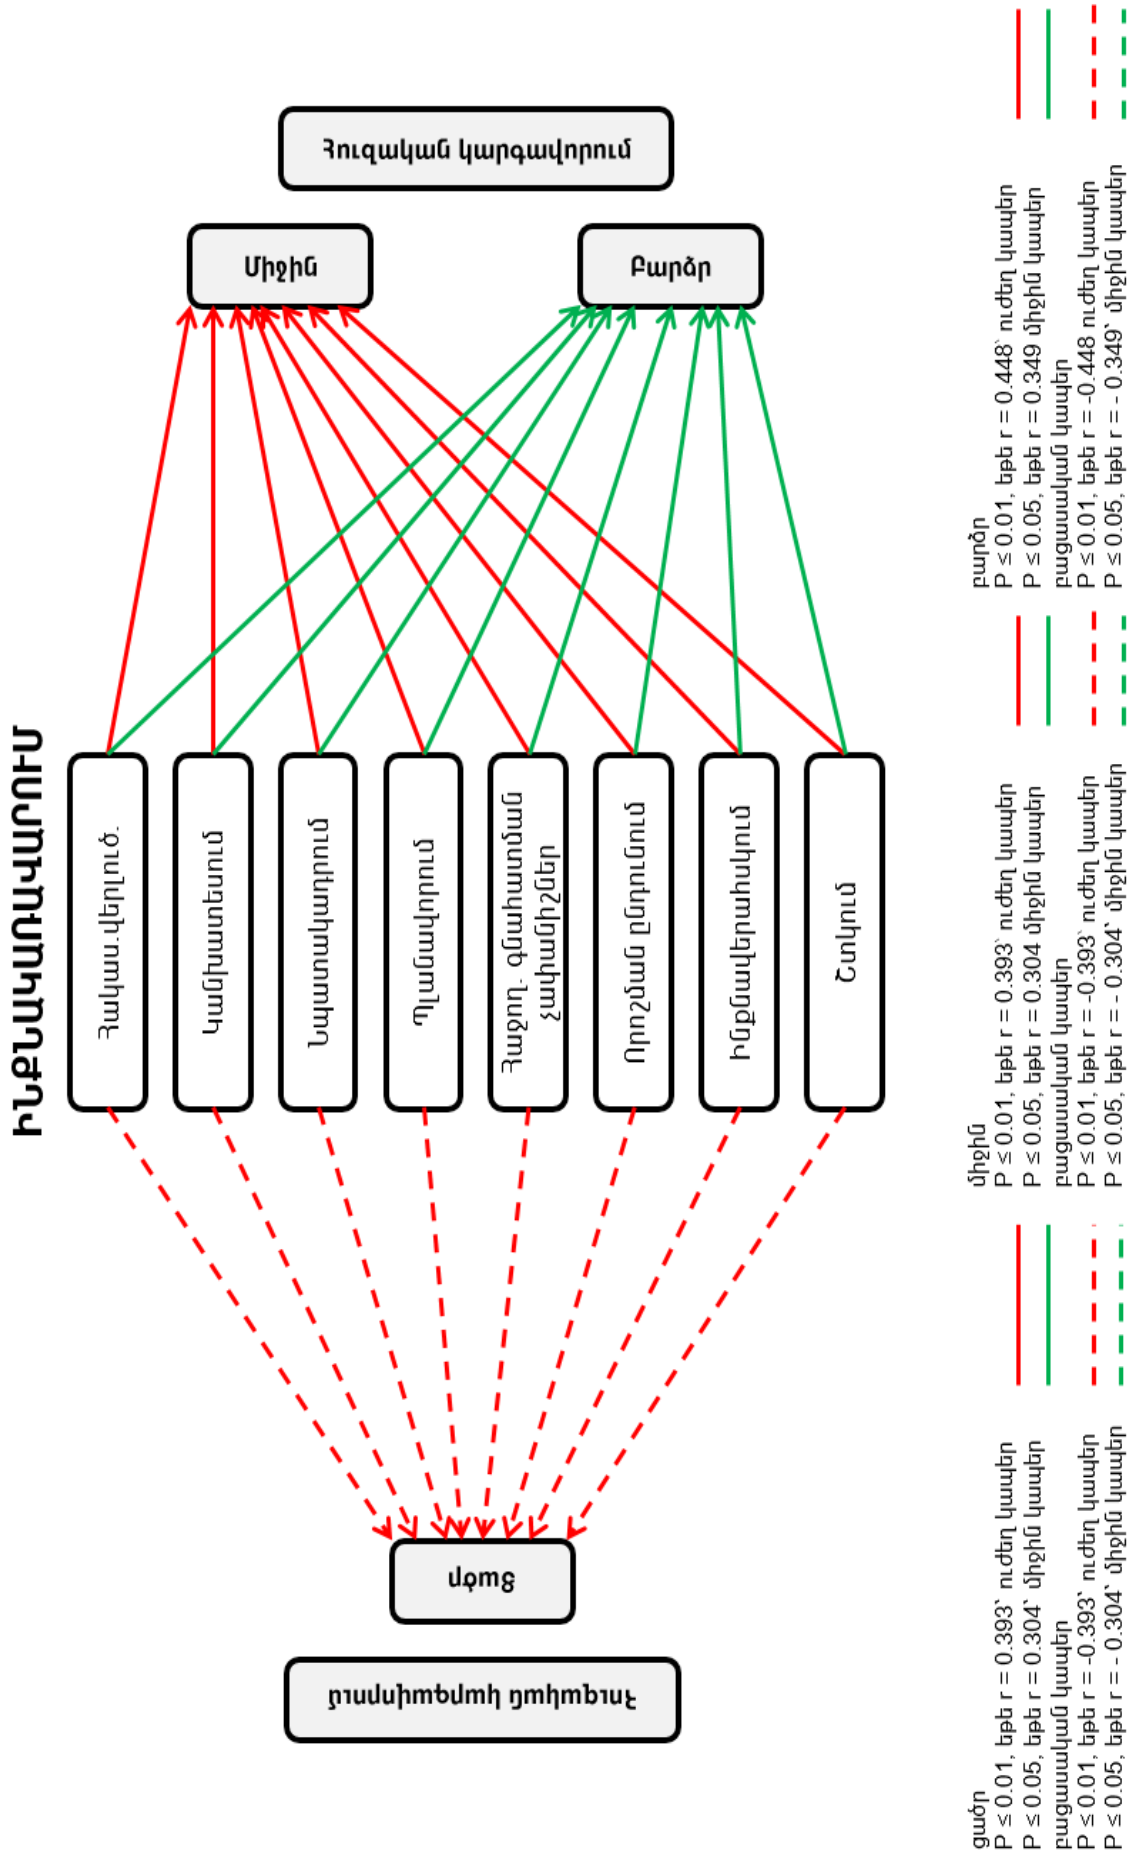 ԻՆՔՆԱԿԱՌԱՎԱՐՈՒՄ
Հուզական կարգավորում
Միջին
Բարձր
Հակաս.վերլուծ.
Կանխատեսում
Նպատակադրում
Պլանավորում
Հաջող. գնահատման
չափանիշներ
Որոշման ընդունում
Ինքնավերահսկում
Շտկում
Ցածր
Հուզական կարգավորում
ցածր
P ≤ 0.01, եթե r = 0.393՝ ուժեղ կապեր
P ≤ 0.05, եթե r = 0.304՝ միջին կապեր
բացասական կապեր
P ≤ 0.01, եթե r = -0.393՝ ուժեղ կապեր
P ≤ 0.05, եթե r = - 0.304՝ միջին կապեր
միջին
P ≤ 0.01, եթե r = 0.393՝ ուժեղ կապեր
P ≤ 0.05, եթե r = 0.304 միջին կապեր
բացասական կապեր
P ≤ 0.01, եթե r = -0.393՝ ուժեղ կապեր
P ≤ 0.05, եթե r = - 0.304՝ միջին կապեր
բարձր
P ≤ 0.01, եթե r = 0.448՝ ուժեղ կապեր
P ≤ 0.05, եթե r = 0.349 միջին կապեր
բացասական կապեր
P ≤ 0.01, եթե r = -0.448 ուժեղ կապեր
P ≤ 0.05, եթե r = - 0.349՝ միջին կապեր